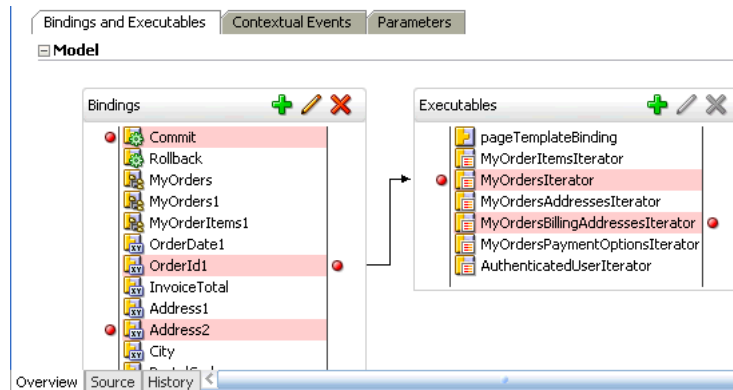 Bindings and Executables Contextual Events Parameters
Model
Bindings
Commit
Rollback
MyOrders
MyOrders1
MyOrderItems1
OrderDate1
OrderId1
InvoiceTotal
Address1
Address2
City
Executables
pageTemplateBinding
MyOrderItemsIterator
MyOrdersIterator
MyOrdersAddressesIterator
MyOrdersBillingAddressesIterator
MyOrdersPaymentOptionsIterator
AuthenticatedUserIterator
Overview Source History